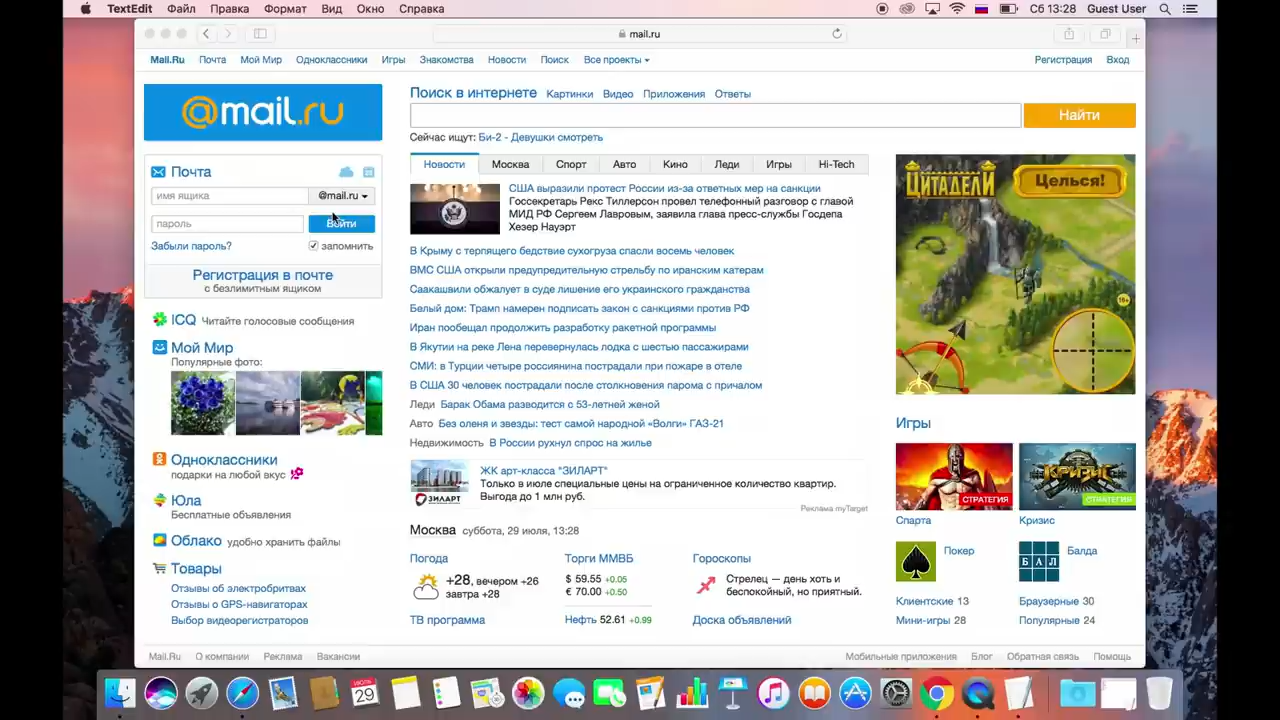 TextEdit Файл Правка Формат Вид Окно Справка Сб 13:28 Guest User
mail.ru
Mail.Ru Почта Мой Мир Одноклассники Игры Знакомства Новости Поиск Все проекты Регистрация Вход
@mail.ru
Поиск в интернете Картинки Видео Приложения Ответы
Найти
Сейчас ищут: Би-2 - Девушки смотреть
Почта
имя ящика @mail.ru
пароль Войти
Забыли пароль? запомнить
Регистрация в почте
с безлимитным ящиком
ICQ Читайте голосовые сообщения
Мой Мир
Популярные фото:
Одноклассники
подарки на любой вкус
Юла
Бесплатные объявления
Облако удобно хранить файлы
Товары
Отзывы об электробритвах
Отзывы о GPS-навигаторах
Выбор видеорегистраторов
Новости Москва Спорт Авто Кино Леди Игры Hi-Tech
США выразили протест России из-за ответных мер на санкции
Госсекретарь Рекс Тиллерсон провел телефонный разговор с главой
МИД РФ Сергеем Лавровым, заявила глава пресс-службы Госдепа
Хезер Науэрт
В Крыму с терпящего бедствие сухогруза спасли восемь человек
ВМС США открыли предупредительную стрельбу по иранским катерам
Саакашвили обжалует в суде лишение его украинского гражданства
Белый дом: Трамп намерен подписать закон с санкциями против РФ
Иран пообещал продолжить разработку ракетной программы
В Якутии на реке Лена перевернулась лодка с шестью пассажирами
СМИ: в Турции четыре россиянина пострадали при пожаре в отеле
В США 30 человек пострадали после столкновения парома с причалом
Леди Барак Обама разводится с 53-летней женой
Авто Без оленя и звезды: тест самой народной «Волги» ГАЗ-21
Недвижимость В России рухнул спрос на жилье
ЗИЛАРТ
ЖК арт-класса "ЗИЛАРТ"
Только в июле специальные цены на ограниченное количество квартир.
Выгода до 1 млн руб.
Реклама myTarget
Москва суббота, 29 июля, 13:28
Погода
+28, вечером +26
завтра +28
ТВ программа
Торги ММВБ
$ 59.55 +0.05
€ 70.00 +0.50
Нефть 52.61 +0.99
Гороскопы
Стрелец — день хоть и
беспокойный, но приятный.
Доска объявлений
ЦИТАДЕЛИ Целься!
Игры
СТРАТЕГИЯ
КРИЗИС
СТРАТЕГИЯ
Спарта Кризис
Покер БАЛ Балда
Клиентские 13 Браузерные 30
Мини-игры 28 Популярные 24
Mail.Ru О компании Реклама Вакансии Мобильные приложения Блог Обратная связь Помощь
ИЮЛЬ
29